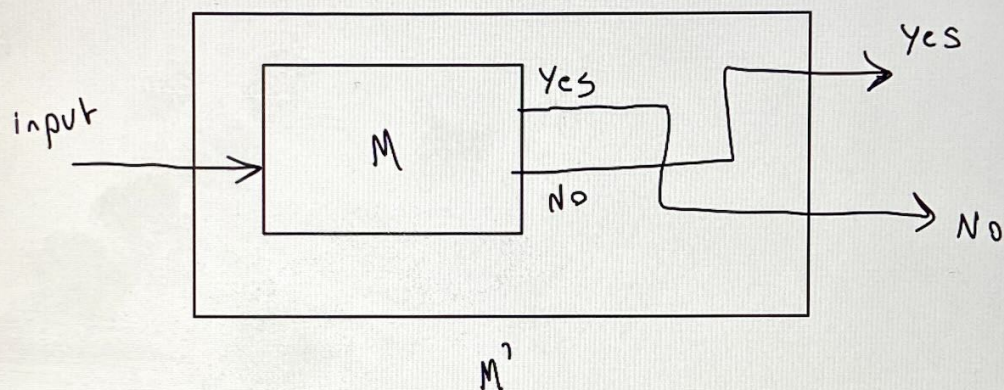 Yes
input
Yes
M
No
No
M'